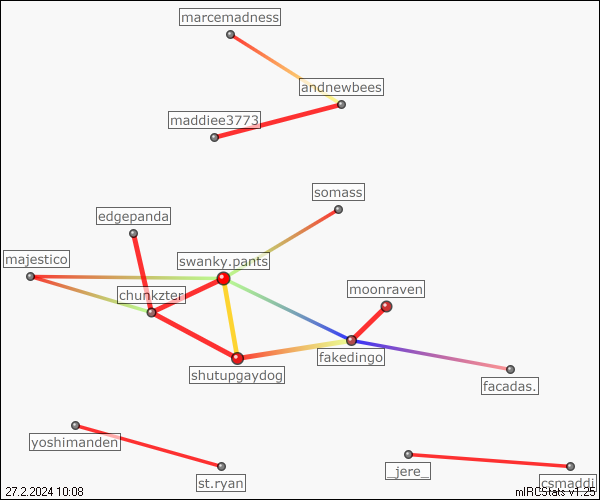 marcemadness
andnewbees
maddiee3773
somass
edgepanda
swanky.pants
majestico
moonraven
chunkzter
fakedingo
shutupgaydog
facadas.
yoshimanden
_jere_
st.ryan
csmaddi
27.2.2024 10:08
mIRCStats v1.25